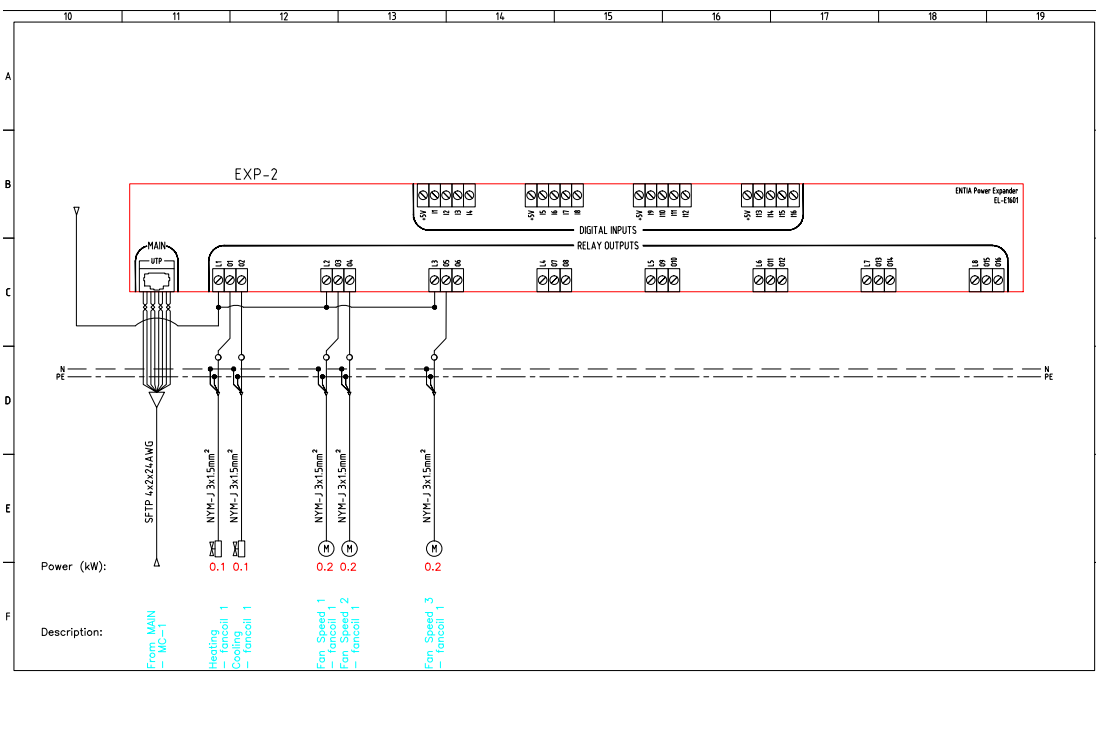 10 11 12 13 14 15 16 17 18 19
A
B
C
D
E
F
EXP-2
ENTIA Power Expander
EL-E1601
+5V I1 I2 I3 I4
+5V I5 I6 I7 I8
+5V I9 I10 I11 I12
+5V I13 I14 I15 I16
DIGITAL INPUTS
RELAY OUTPUTS
MAIN
UTP
L1 O1 O2
L2 O3 O4
L3 O5 O6
L4 O7 O8
L5 O9 O10
L6 O11 O12
L7 O13 O14
L8 O15 O16
N
PE
N
PE
SFTP 4x2x24AWG
NYM-J 3x1.5mm²
NYM-J 3x1.5mm²
NYM-J 3x1.5mm²
NYM-J 3x1.5mm²
NYM-J 3x1.5mm²
M M M
Power (kW): 0.1 0.1 0.2 0.2 0.2
Description:
From MAIN
- MC-1
Heating
- fancoil 1
Cooling
- fancoil 1
Fan Speed 1
- fancoil 1
Fan Speed 2
- fancoil 1
Fan Speed 3
- fancoil 1